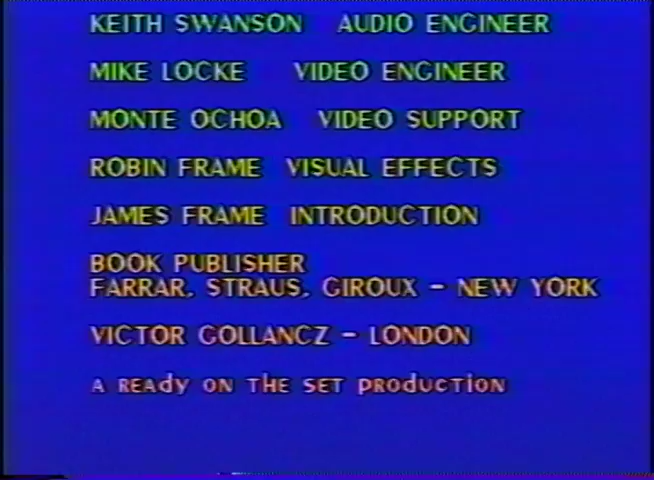 KEITH SWANSON AUDIO ENGINEER
MIKE LOCKE VIDEO ENGINEER
MONTE OCHOA VIDEO SUPPORT
ROBIN FRAME VISUAL EFFECTS
JAMES FRAME INTRODUCTION
BOOK PUBLISHER
FARRAR, STRAUS, GIROUX - NEW YORK
VICTOR GOLLANCZ - LONDON
A READY ON THE SET PRODUCTION